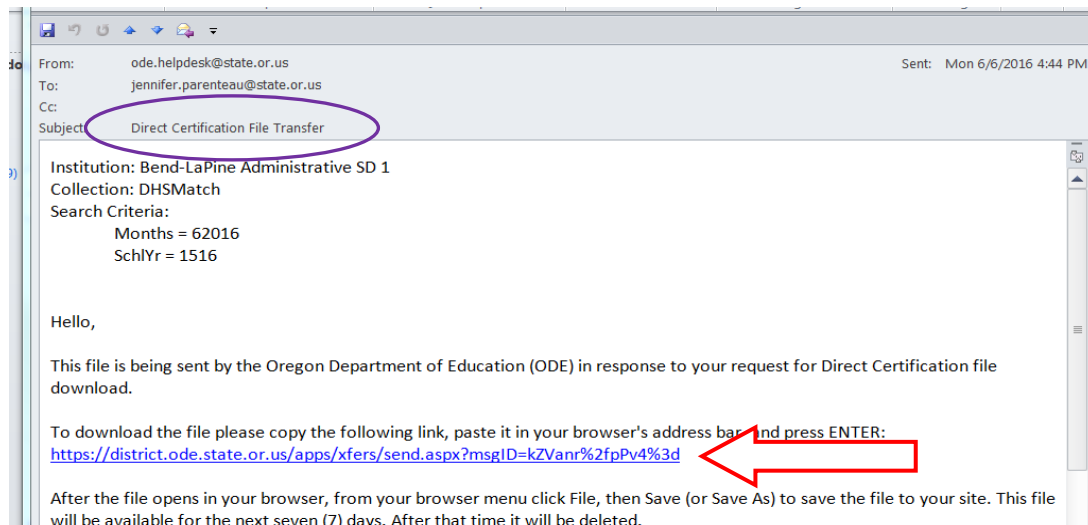 From: ode.helpdesk@state.or.us Sent: Mon 6/6/2016 4:44 PM
To: jennifer.parenteau@state.or.us
Cc:
Subject Direct Certification File Transfer
Institution: Bend-LaPine Administrative SD 1
Collection: DHSMatch
Search Criteria:
Months = 62016
SchlYr = 1516
Hello,
This file is being sent by the Oregon Department of Education (ODE) in response to your request for Direct Certification file
download.
To download the file please copy the following link, paste it in your browser's address bar, and press ENTER:
https://district.ode.state.or.us/apps/xfers/send.aspx?msgID=kZVanr%2fpPv4%3d
After the file opens in your browser, from your browser menu click File, then Save (or Save As) to save the file to your site. This file
will be available for the next seven (7) days. After that time it will be deleted.